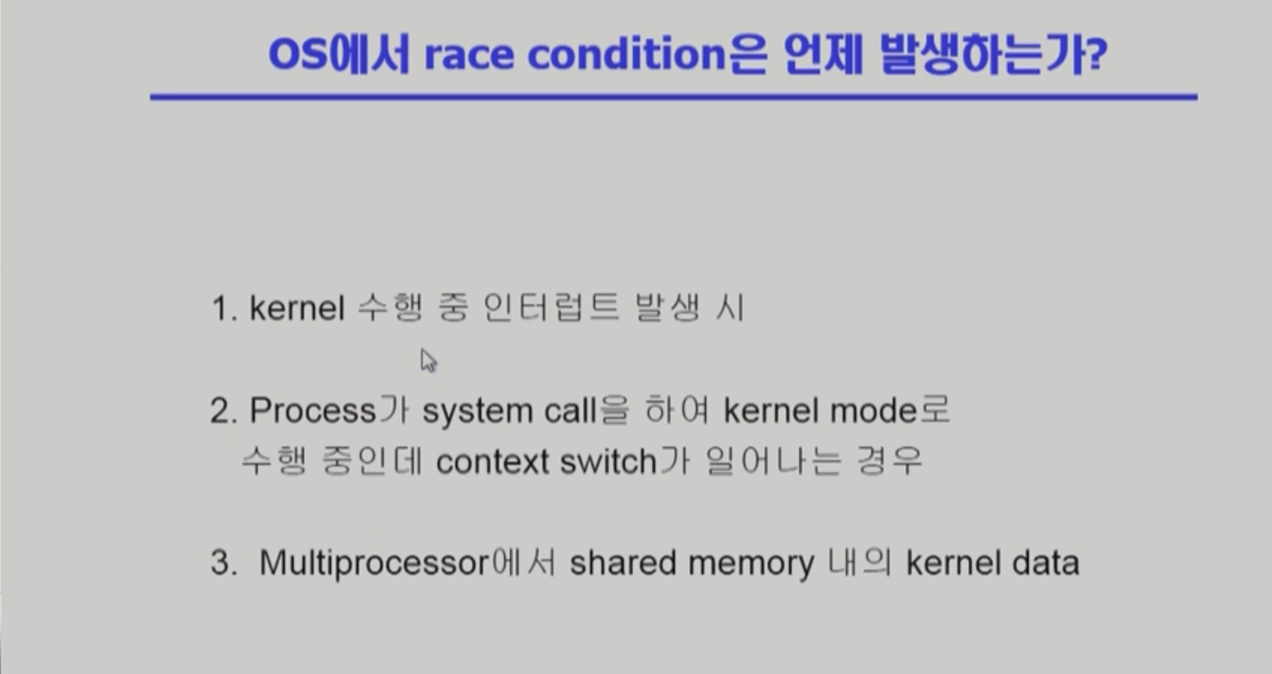 OS에서 race condition은 언제 발생하는가?
1. kernel 수행 중 인터럽트 발생 시
2. Process가 system call을 하여 kernel mode로
수행 중인데 context switch가 일어나는 경우
3. Multiprocessor에서 shared memory 내의 kernel data